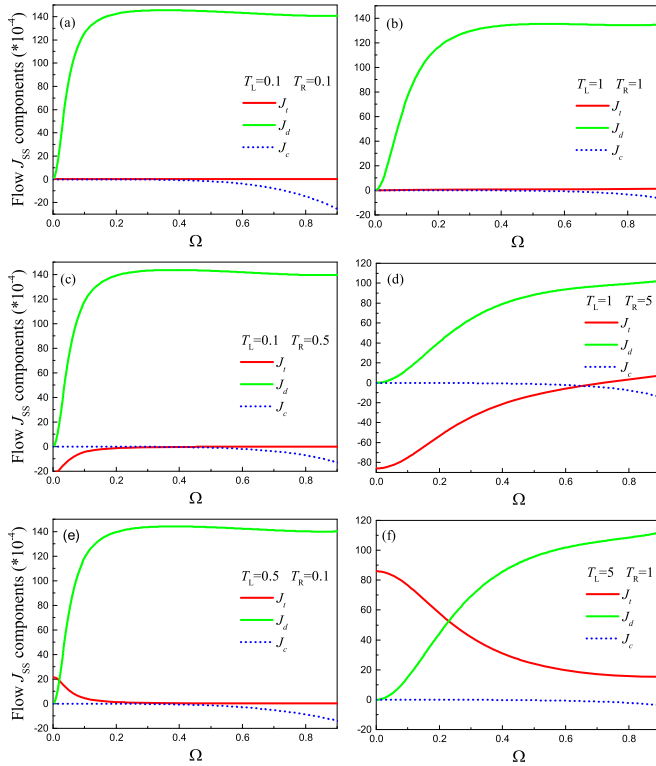 (a)
T_L=0.1 T_R=0.1
J_t
J_d
J_c
Flow J_SS components (*10^-4)
140
120
100
80
60
40
20
0
-20
0.0 0.2 0.4 0.6 0.8
Ω
(b)
T_L=1 T_R=1
J_t
J_d
J_c
140
120
100
80
60
40
20
0
-20
0.0 0.2 0.4 0.6 0.8
Ω
(c)
T_L=0.1 T_R=0.5
J_t
J_d
J_c
Flow J_SS components (*10^-4)
140
120
100
80
60
40
20
0
-20
0.0 0.2 0.4 0.6 0.8
Ω
(d)
T_L=1 T_R=5
J_t
J_d
J_c
120
100
80
60
40
20
0
-20
-40
-60
-80
0.0 0.2 0.4 0.6 0.8
Ω
(e)
T_L=0.5 T_R=0.1
J_t
J_d
J_c
Flow J_SS components (*10^-4)
140
120
100
80
60
40
20
0
-20
0.0 0.2 0.4 0.6 0.8
Ω
(f)
T_L=5 T_R=1
J_t
J_d
J_c
120
100
80
60
40
20
0
-20
0.0 0.2 0.4 0.6 0.8
Ω